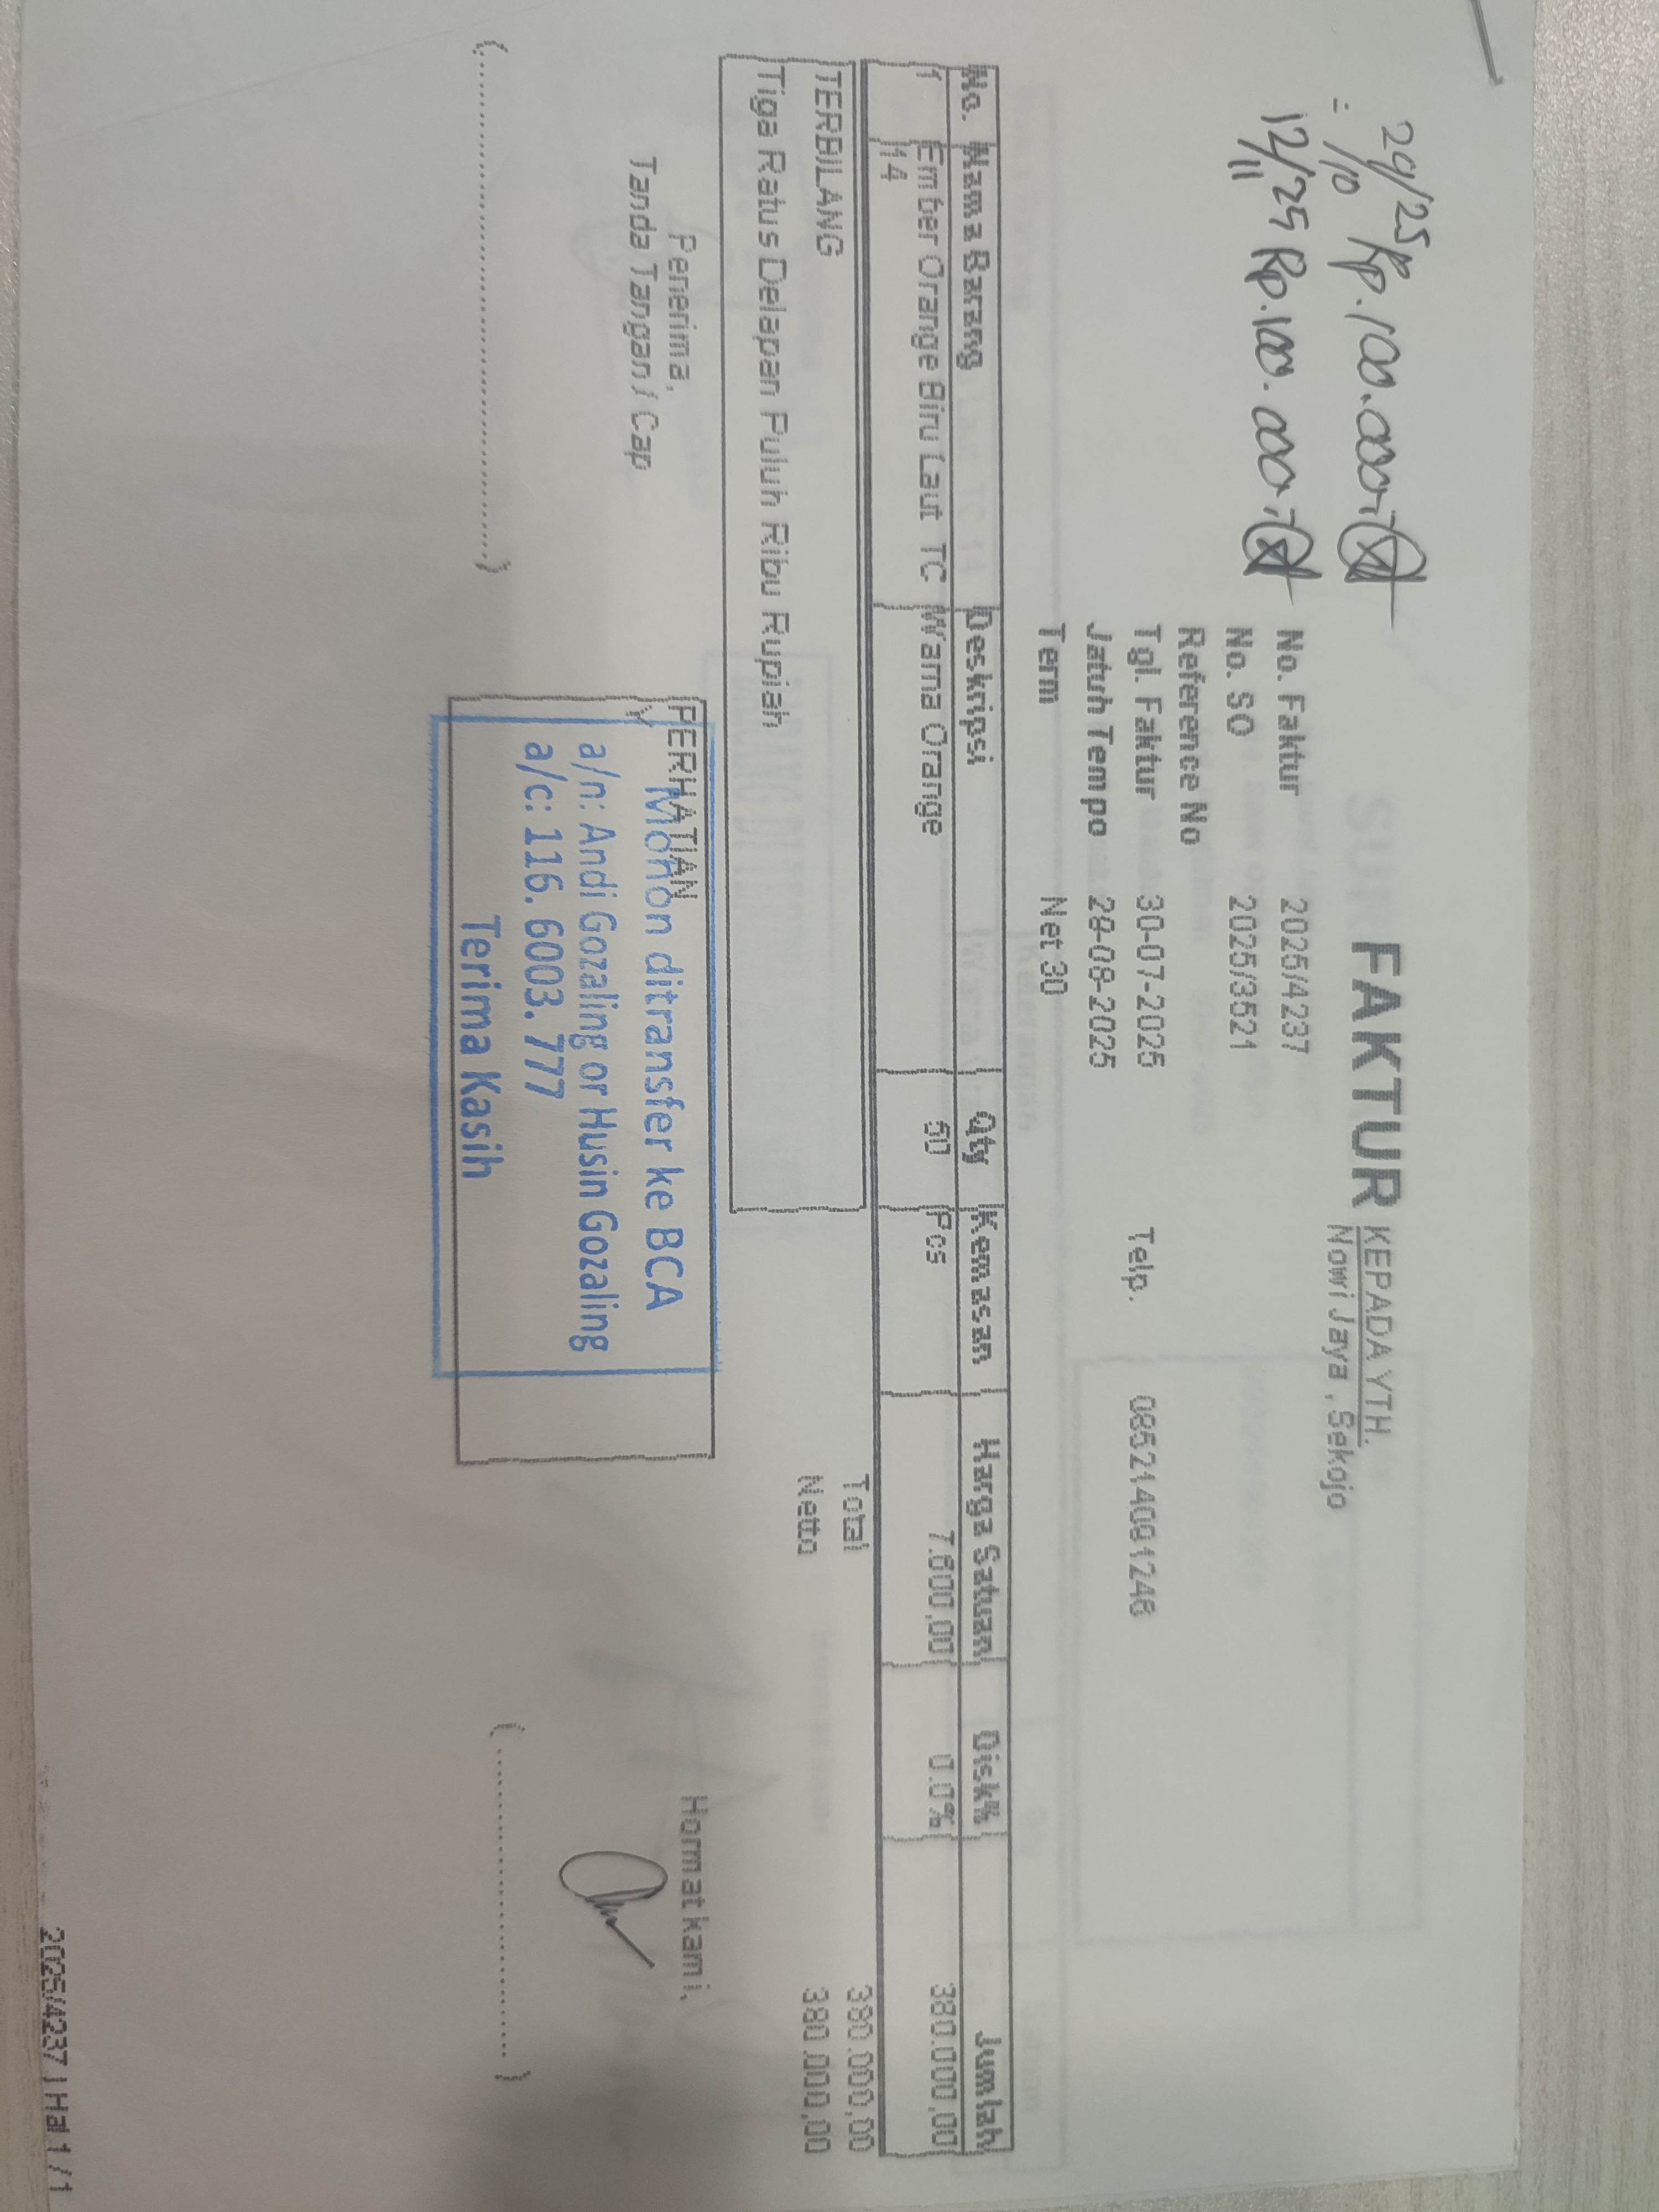 24/25 Rp.100.000,-
= /10
12/25 Rp.100.000,-
11
FAKTUR
KEPADA YTH.
Nowi Jaya , Sekojo
No. Faktur 2025/4237
No. SO 2025/3521
Reference No
Tgl. Faktur 30-07-2025
Telp. 085214091246
Jatuh Tempo 29-08-2025
Term Net 30
No. Nama Barang Deskripsi Qty Kemasan Harga Satuan Disk% Jumlah
1 Ember Orange Biru Laut TC Warna Orange 50 Pcs 7.600,00 0.0% 380.000,00
14
TERBILANG
Tiga Ratus Delapan Puluh Ribu Rupiah
Total 380.000,00
Netto 380.000,00
Penerima,
Tanda Tangan / Cap
PERHATIAN
Mohon ditransfer ke BCA
a/n: Andi Gozaling or Husin Gozaling
a/c: 116. 6003. 777
Terima Kasih
Hormat kami,
(..............................)
(..............................)
2025/4237 | Hal 1 / 1